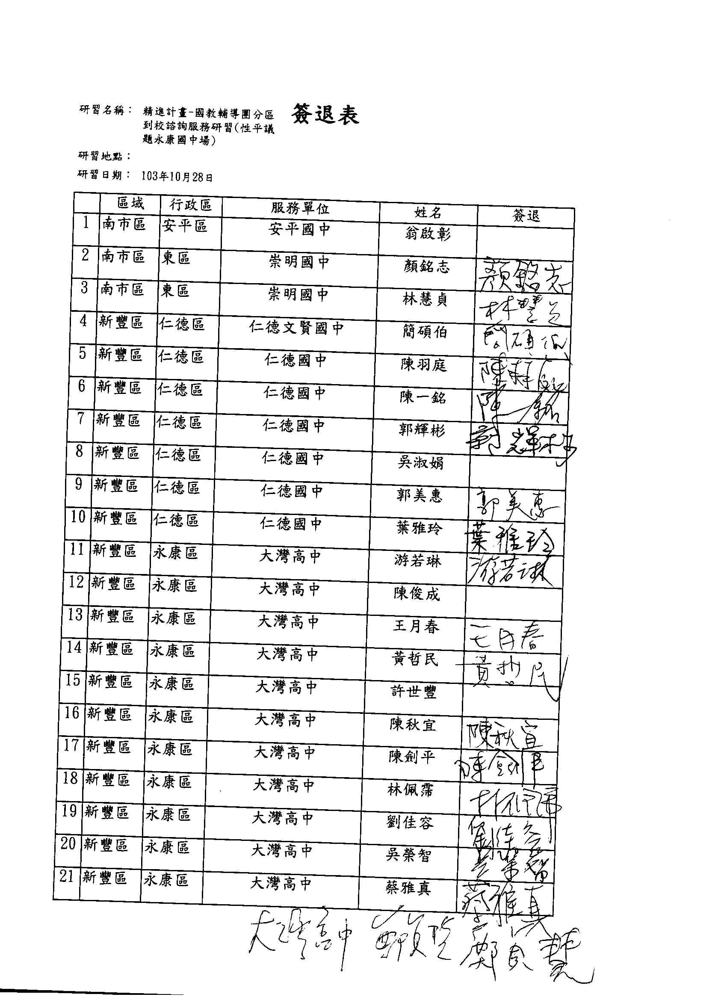 簽退表
研習名稱： 精進計畫-國教輔導團分區
到校諮詢服務研習(性平議
題永康國中場)
研習地點：
研習日期： 103年10月28日
區域 行政區 服務單位 姓名 簽退
1 南市區 安平區 安平國中 翁啟彰
2 南市區 東區 崇明國中 顏銘志 顏銘志
3 南市區 東區 崇明國中 林慧貞 林慧貞
4 新豐區 仁德區 仁德文賢國中 簡碩伯 簡碩伯
5 新豐區 仁德區 仁德國中 陳羽庭 陳
6 新豐區 仁德區 仁德國中 陳一銘 陳一銘
7 新豐區 仁德區 仁德國中 郭輝彬 郭輝彬
8 新豐區 仁德區 仁德國中 吳淑娟
9 新豐區 仁德區 仁德國中 郭美惠 郭美惠
10 新豐區 仁德區 仁德國中 葉雅玲 葉雅玲
11 新豐區 永康區 大灣高中 游若琳 游若琳
12 新豐區 永康區 大灣高中 陳俊成
13 新豐區 永康區 大灣高中 王月春 王月春
14 新豐區 永康區 大灣高中 黃哲民 黃哲民
15 新豐區 永康區 大灣高中 許世豐
16 新豐區 永康區 大灣高中 陳秋宜 陳秋宜
17 新豐區 永康區 大灣高中 陳劍平 陳劍平
18 新豐區 永康區 大灣高中 林佩霈 林佩霈
19 新豐區 永康區 大灣高中 劉佳容 劉佳容
20 新豐區 永康區 大灣高中 吳榮智 吳榮智
21 新豐區 永康區 大灣高中 蔡雅真 蔡雅真
大灣高中 鄭貞慧